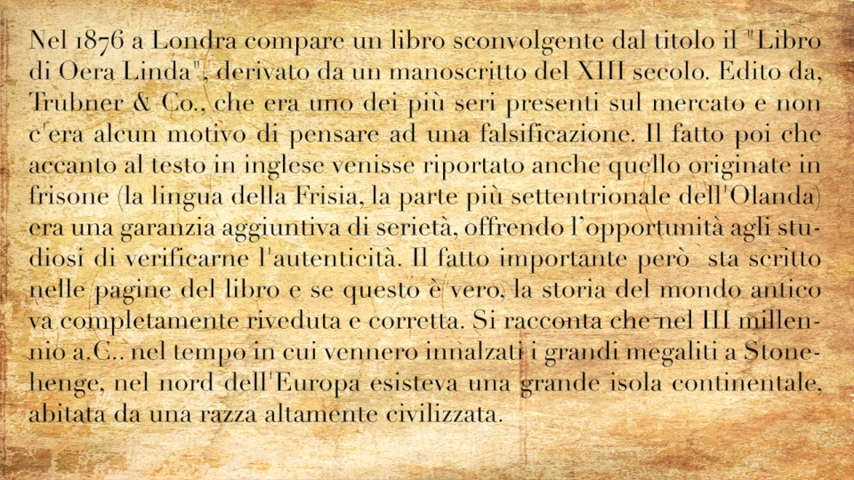 Nel 1876 a Londra compare un libro sconvolgente dal titolo il "Libro
di Oera Linda", derivato da un manoscritto del XIII secolo. Edito da,
Trubner & Co., che era uno dei più seri presenti sul mercato e non
c'era alcun motivo di pensare ad una falsificazione. Il fatto poi che
accanto al testo in inglese venisse riportato anche quello originate in
frisone (la lingua della Frisia, la parte più settentrionale dell'Olanda)
era una garanzia aggiuntiva di serietà, offrendo l’opportunità agli stu-
diosi di verificarne l'autenticità. Il fatto importante però sta scritto
nelle pagine del libro e se questo è vero, la storia del mondo antico
va completamente riveduta e corretta. Si racconta che nel III millen-
nio a.C.. nel tempo in cui vennero innalzati i grandi megaliti a Stone-
henge, nel nord dell'Europa esisteva una grande isola continentale,
abitata da una razza altamente civilizzata.